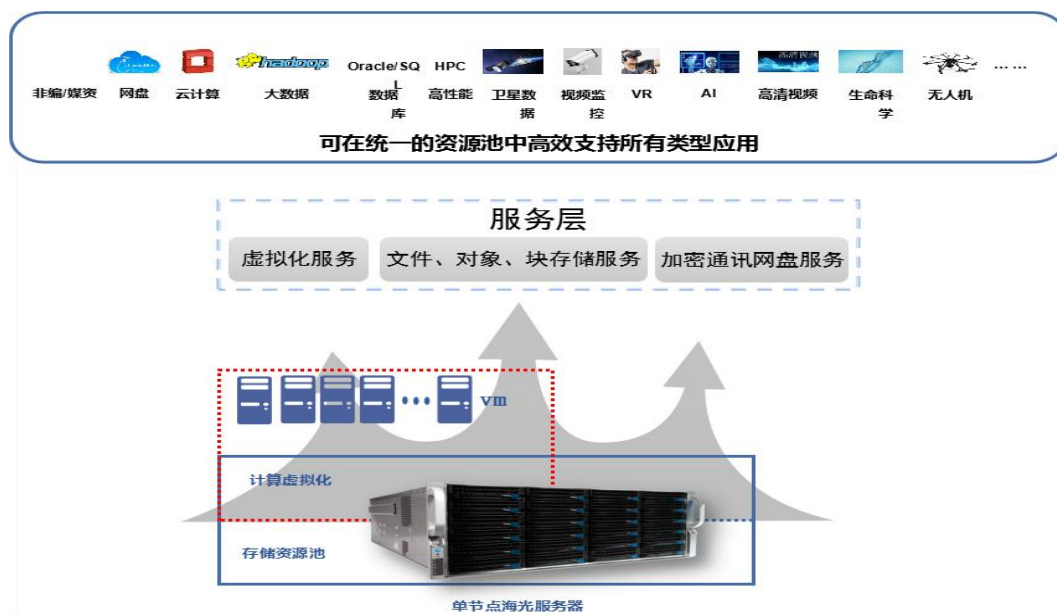 hadoop
高清视频
Oracle/SQL HPC
非编/媒资 网盘 云计算 大数据 数据库 高性能 卫星数据 视频监控 VR AI 高清视频 生命科学 无人机 ... ...
可在统一的资源池中高效支持所有类型应用
服务层
虚拟化服务 文件、对象、块存储服务 加密通讯网盘服务
vm
计算虚拟化
存储资源池
单节点海光服务器